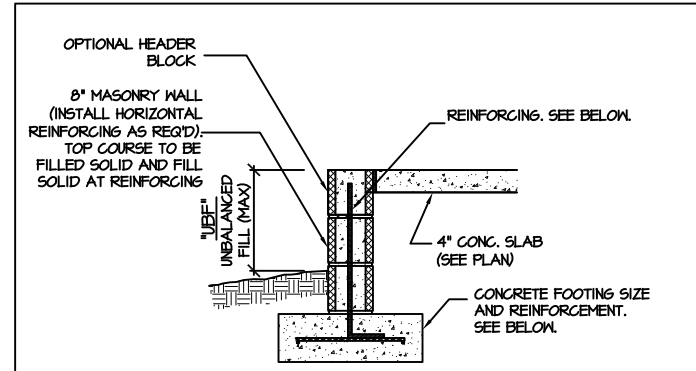 OPTIONAL HEADER
BLOCK
8" MASONRY WALL
(INSTALL HORIZONTAL
REINFORCING AS REQ'D).
TOP COURSE TO BE
FILLED SOLID AND FILL
SOLID AT REINFORCING
"UBF"
UNBALANCED
FILL (MAX)
REINFORCING. SEE BELOW.
4" CONC. SLAB
(SEE PLAN)
CONCRETE FOOTING SIZE
AND REINFORCEMENT.
SEE BELOW.